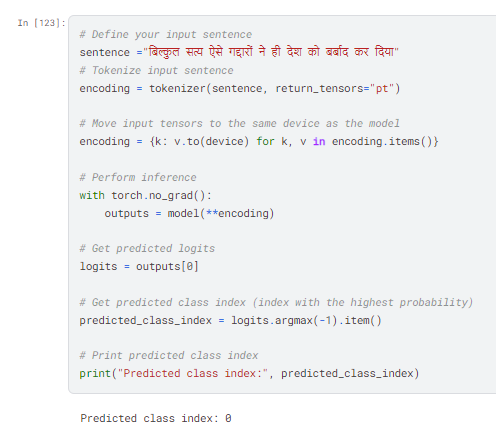 In [123]:
# Define your input sentence
sentence ="बिल्कुत सत्य ऐसे गद्दारों ने ही देश को बर्बाद कर दिया"
# Tokenize input sentence
encoding = tokenizer(sentence, return_tensors="pt")
# Move input tensors to the same device as the model
encoding = {k: v.to(device) for k, v in encoding.items()}
# Perform inference
with torch.no_grad():
    outputs = model(**encoding)
# Get predicted logits
logits = outputs[0]
# Get predicted class index (index with the highest probability)
predicted_class_index = logits.argmax(-1).item()
# Print predicted class index
print("Predicted class index:", predicted_class_index)
Predicted class index: 0